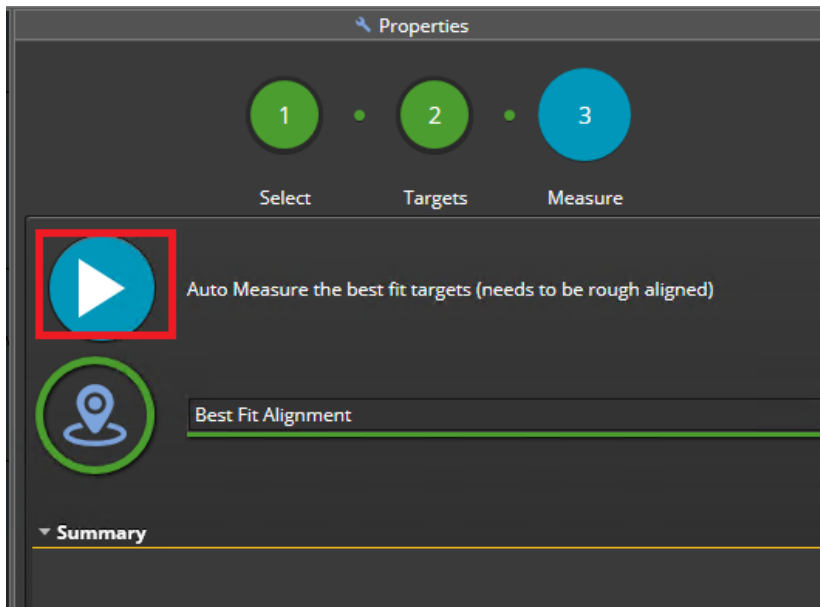 Properties
1
2
3
Select
Targets
Measure
Auto Measure the best fit targets (needs to be rough aligned)
Best Fit Alignment
Summary